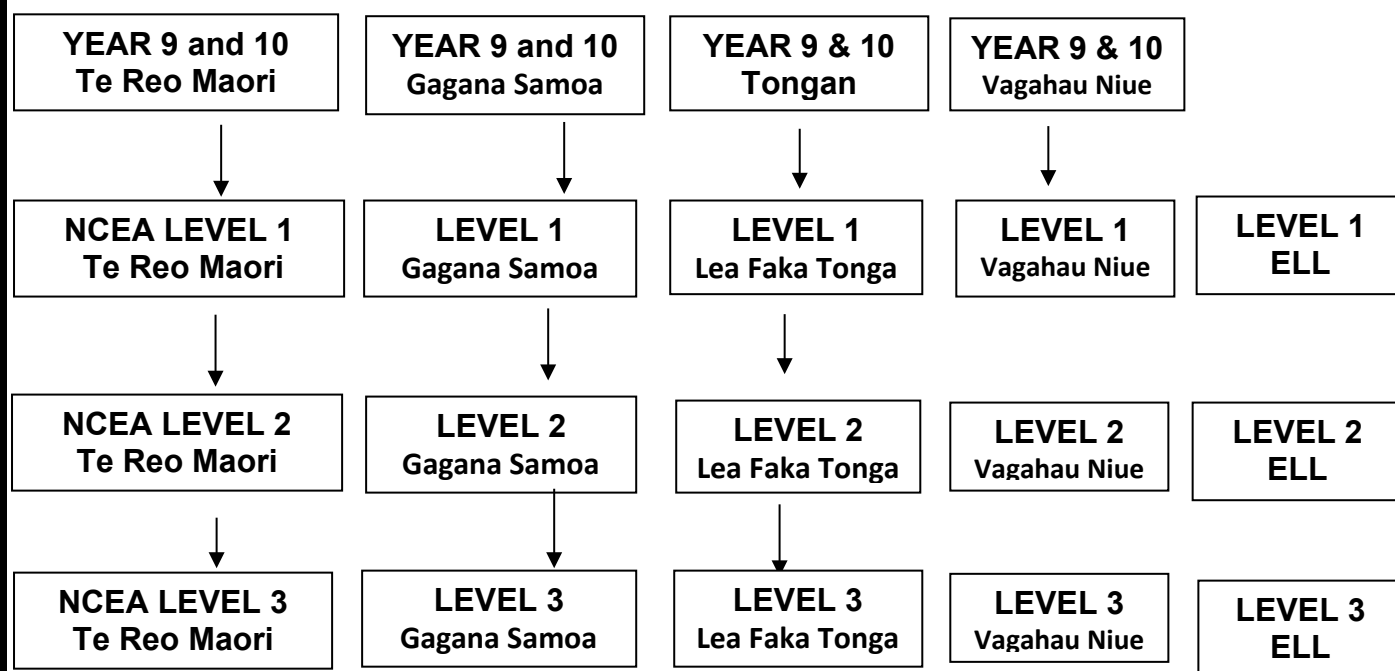 YEAR 9 and 10
Te Reo Maori
YEAR 9 and 10
Gagana Samoa
YEAR 9 & 10
Tongan
YEAR 9 & 10
Vagahau Niue
NCEA LEVEL 1
Te Reo Maori
LEVEL 1
Gagana Samoa
LEVEL 1
Lea Faka Tonga
LEVEL 1
Vagahau Niue
LEVEL 1
ELL
NCEA LEVEL 2
Te Reo Maori
LEVEL 2
Gagana Samoa
LEVEL 2
Lea Faka Tonga
LEVEL 2
Vagahau Niue
LEVEL 2
ELL
NCEA LEVEL 3
Te Reo Maori
LEVEL 3
Gagana Samoa
LEVEL 3
Lea Faka Tonga
LEVEL 3
Vagahau Niue
LEVEL 3
ELL